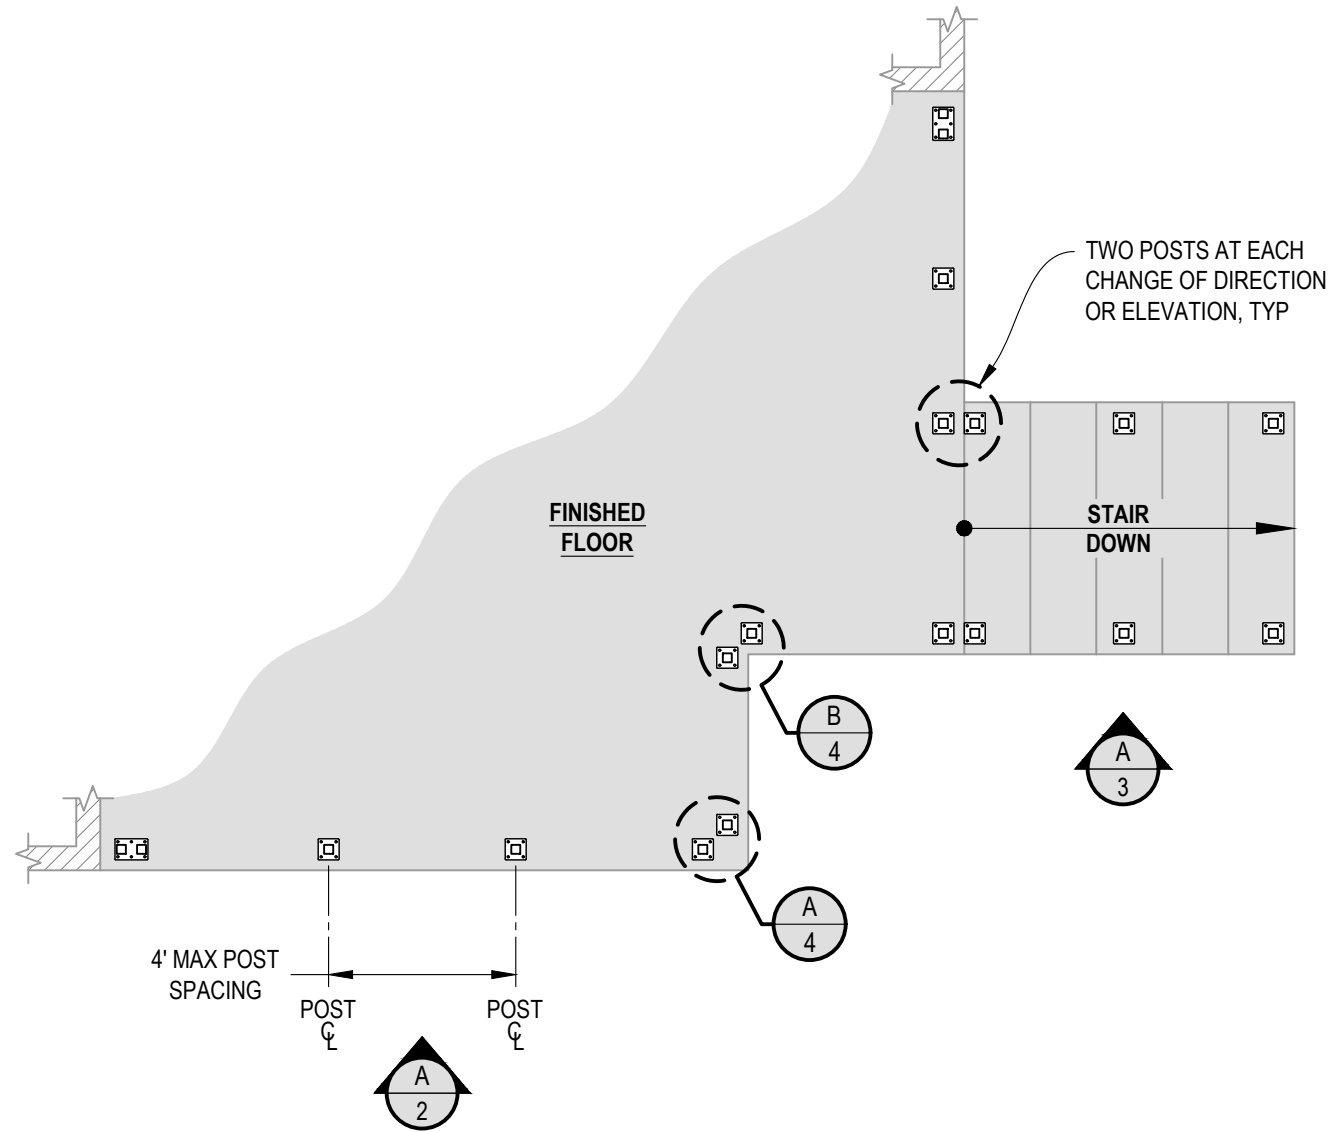 TWO POSTS AT EACH
CHANGE OF DIRECTION
OR ELEVATION, TYP
FINISHED
FLOOR
STAIR
DOWN
B
4
A
3
A
4
4' MAX POST
SPACING
POST
℄
POST
℄
A
2